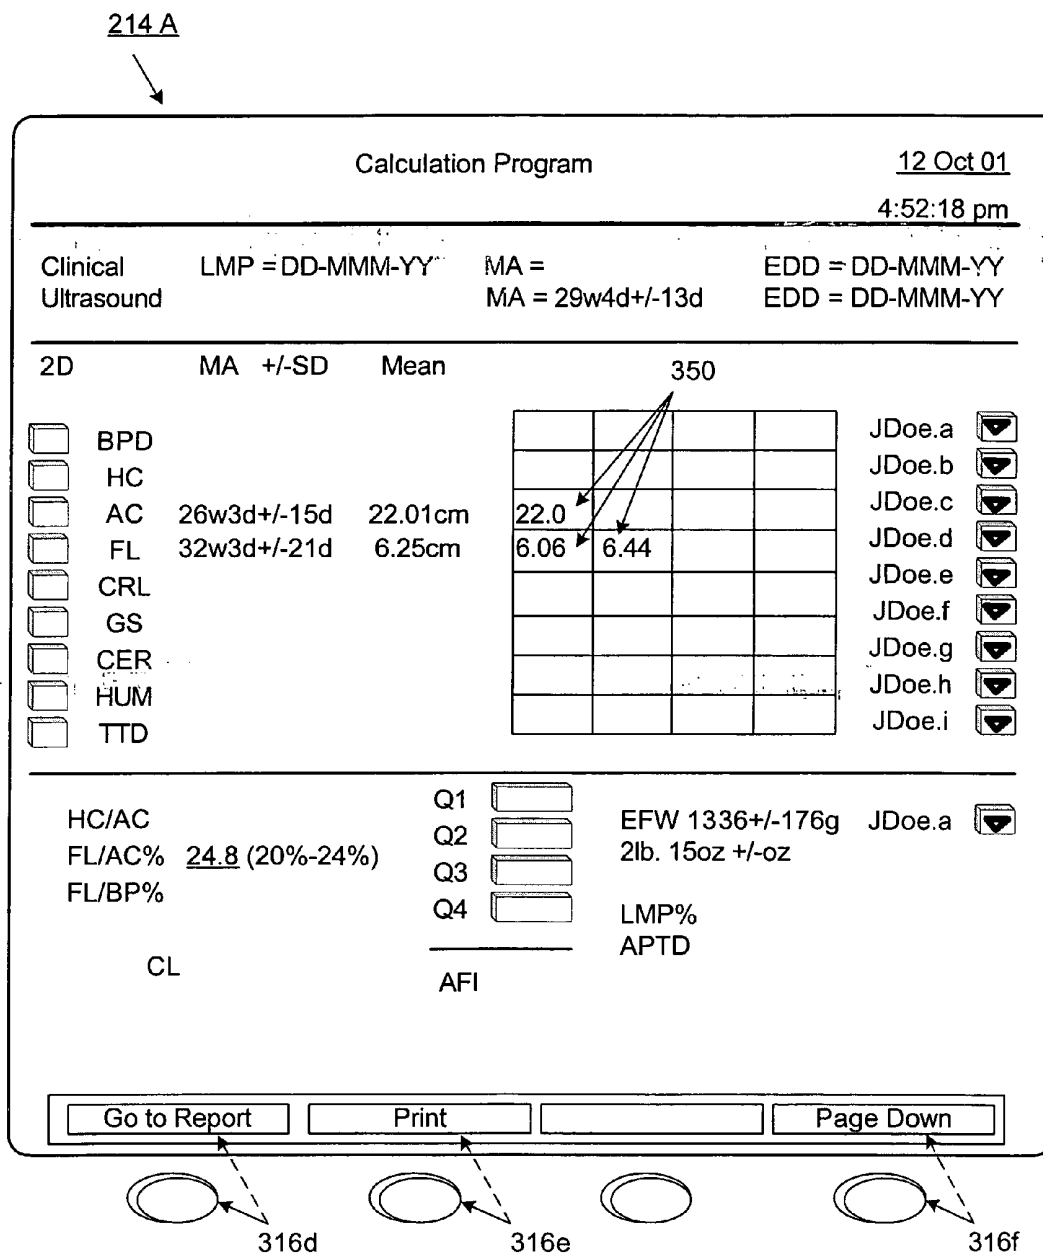 214 A
Calculation Program 12 Oct 01
4:52:18 pm
Clinical LMP = DD-MMM-YY MA = EDD = DD-MMM-YY
Ultrasound MA = 29w4d+/-13d EDD = DD-MMM-YY
2D MA +/-SD Mean 350
BPD JDoe.a
HC JDoe.b
AC 26w3d+/-15d 22.01cm 22.0 JDoe.c
FL 32w3d+/-21d 6.25cm 6.06 6.44 JDoe.d
CRL JDoe.e
GS JDoe.f
CER JDoe.g
HUM JDoe.h
TTD JDoe.i
HC/AC Q1 EFW 1336+/-176g JDoe.a
FL/AC% 24.8 (20%-24%) Q2 2lb. 15oz +/-oz
FL/BP% Q3
Q4 LMP%
APTD
CL AFI
Go to Report Print Page Down
316d 316e 316f